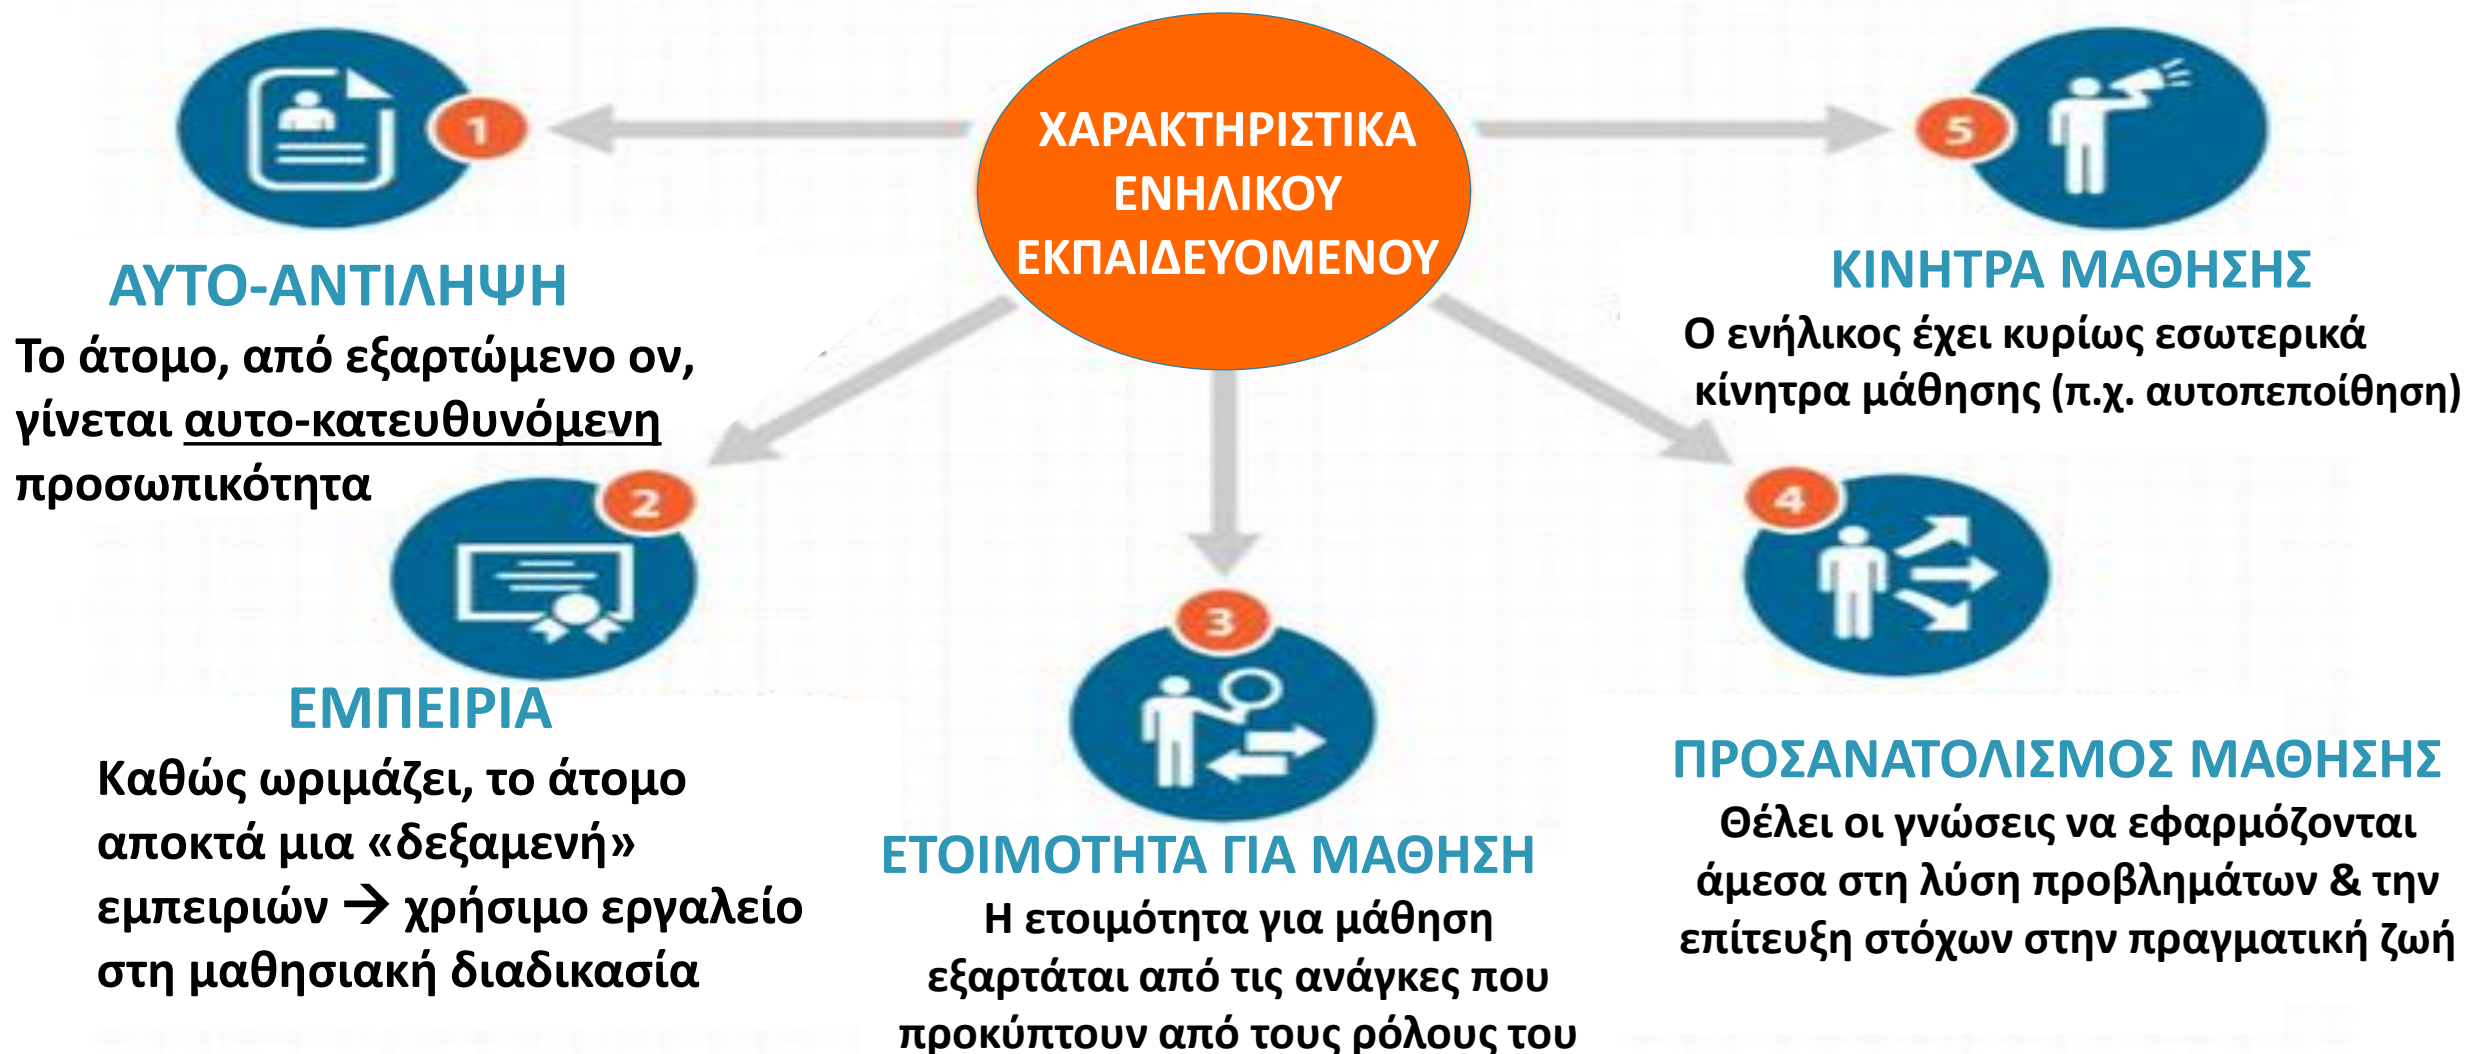 ΧΑΡΑΚΤΗΡΙΣΤΙΚΑ
ΕΝΗΛΙΚΟΥ
ΕΚΠΑΙΔΕΥΟΜΕΝΟΥ
1
ΑΥΤΟ-ΑΝΤΙΛΗΨΗ
Το άτομο, από εξαρτώμενο ον,
γίνεται αυτο-κατευθυνόμενη
προσωπικότητα
2
ΕΜΠΕΙΡΙΑ
Καθώς ωριμάζει, το άτομο
αποκτά μια «δεξαμενή»
εμπειριών → χρήσιμο εργαλείο
στη μαθησιακή διαδικασία
3
ΕΤΟΙΜΟΤΗΤΑ ΓΙΑ ΜΑΘΗΣΗ
Η ετοιμότητα για μάθηση
εξαρτάται από τις ανάγκες που
προκύπτουν από τους ρόλους του
4
ΠΡΟΣΑΝΑΤΟΛΙΣΜΟΣ ΜΑΘΗΣΗΣ
Θέλει οι γνώσεις να εφαρμόζονται
άμεσα στη λύση προβλημάτων & την
επίτευξη στόχων στην πραγματική ζωή
5
ΚΙΝΗΤΡΑ ΜΑΘΗΣΗΣ
Ο ενήλικος έχει κυρίως εσωτερικά
κίνητρα μάθησης (π.χ. αυτοπεποίθηση)